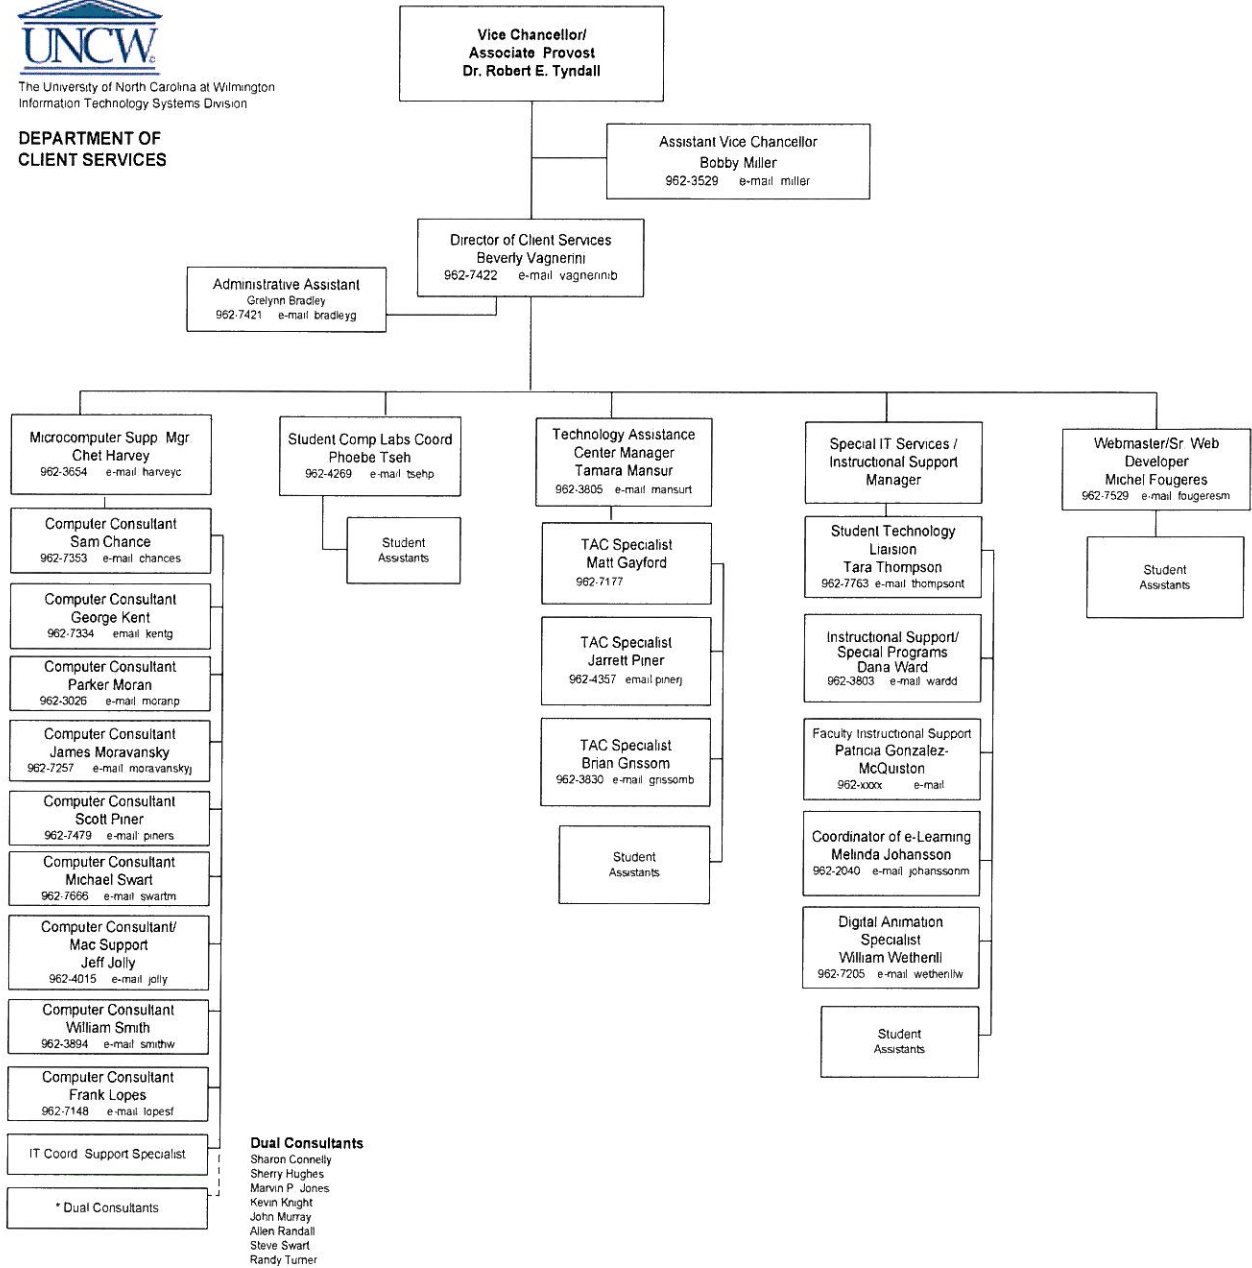 UNCW
The University of North Carolina at Wilmington
Information Technology Systems Division
DEPARTMENT OF
CLIENT SERVICES
Vice Chancellor/
Associate Provost
Dr. Robert E. Tyndall
Assistant Vice Chancellor
Bobby Miller
962-3529 e-mail miller
Director of Client Services
Beverly Vagnerini
962-7422 e-mail vagnerinib
Administrative Assistant
Grelynn Bradley
962-7421 e-mail bradleyg
Microcomputer Supp Mgr
Chet Harvey
962-3654 e-mail harveyc
Computer Consultant
Sam Chance
962-7353 e-mail chances
Computer Consultant
George Kent
962-7334 email kentg
Computer Consultant
Parker Moran
962-3026 e-mail moranp
Computer Consultant
James Moravansky
962-7257 e-mail moravanskyj
Computer Consultant
Scott Piner
962-7479 e-mail piners
Computer Consultant
Michael Swart
962-7666 e-mail swartm
Computer Consultant/
Mac Support
Jeff Jolly
962-4015 e-mail jolly
Computer Consultant
William Smith
962-3894 e-mail smithw
Computer Consultant
Frank Lopes
962-7148 e-mail lopesf
IT Coord Support Specialist
* Dual Consultants
Dual Consultants
Sharon Connelly
Sherry Hughes
Marvin P Jones
Kevin Knight
John Murray
Allen Randall
Steve Swart
Randy Turner
Student Comp Labs Coord
Phoebe Tseh
962-4269 e-mail tsehp
Student
Assistants
Technology Assistance
Center Manager
Tamara Mansur
962-3805 e-mail mansurt
TAC Specialist
Matt Gayford
962-7177
TAC Specialist
Jarrett Piner
962-4357 email pinerj
TAC Specialist
Brian Grissom
962-3830 e-mail grissomb
Student
Assistants
Special IT Services /
Instructional Support
Manager
Student Technology
Liaision
Tara Thompson
962-7763 e-mail thompsont
Instructional Support/
Special Programs
Dana Ward
962-3803 e-mail wardd
Faculty Instructional Support
Patricia Gonzalez-
McQuiston
962-xxxx e-mail
Coordinator of e-Learning
Melinda Johansson
962-2040 e-mail johanssonm
Digital Animation
Specialist
William Wetherill
962-7205 e-mail wetherillw
Student
Assistants
Webmaster/Sr. Web
Developer
Michel Fougeres
962-7529 e-mail fougeresm
Student
Assistants